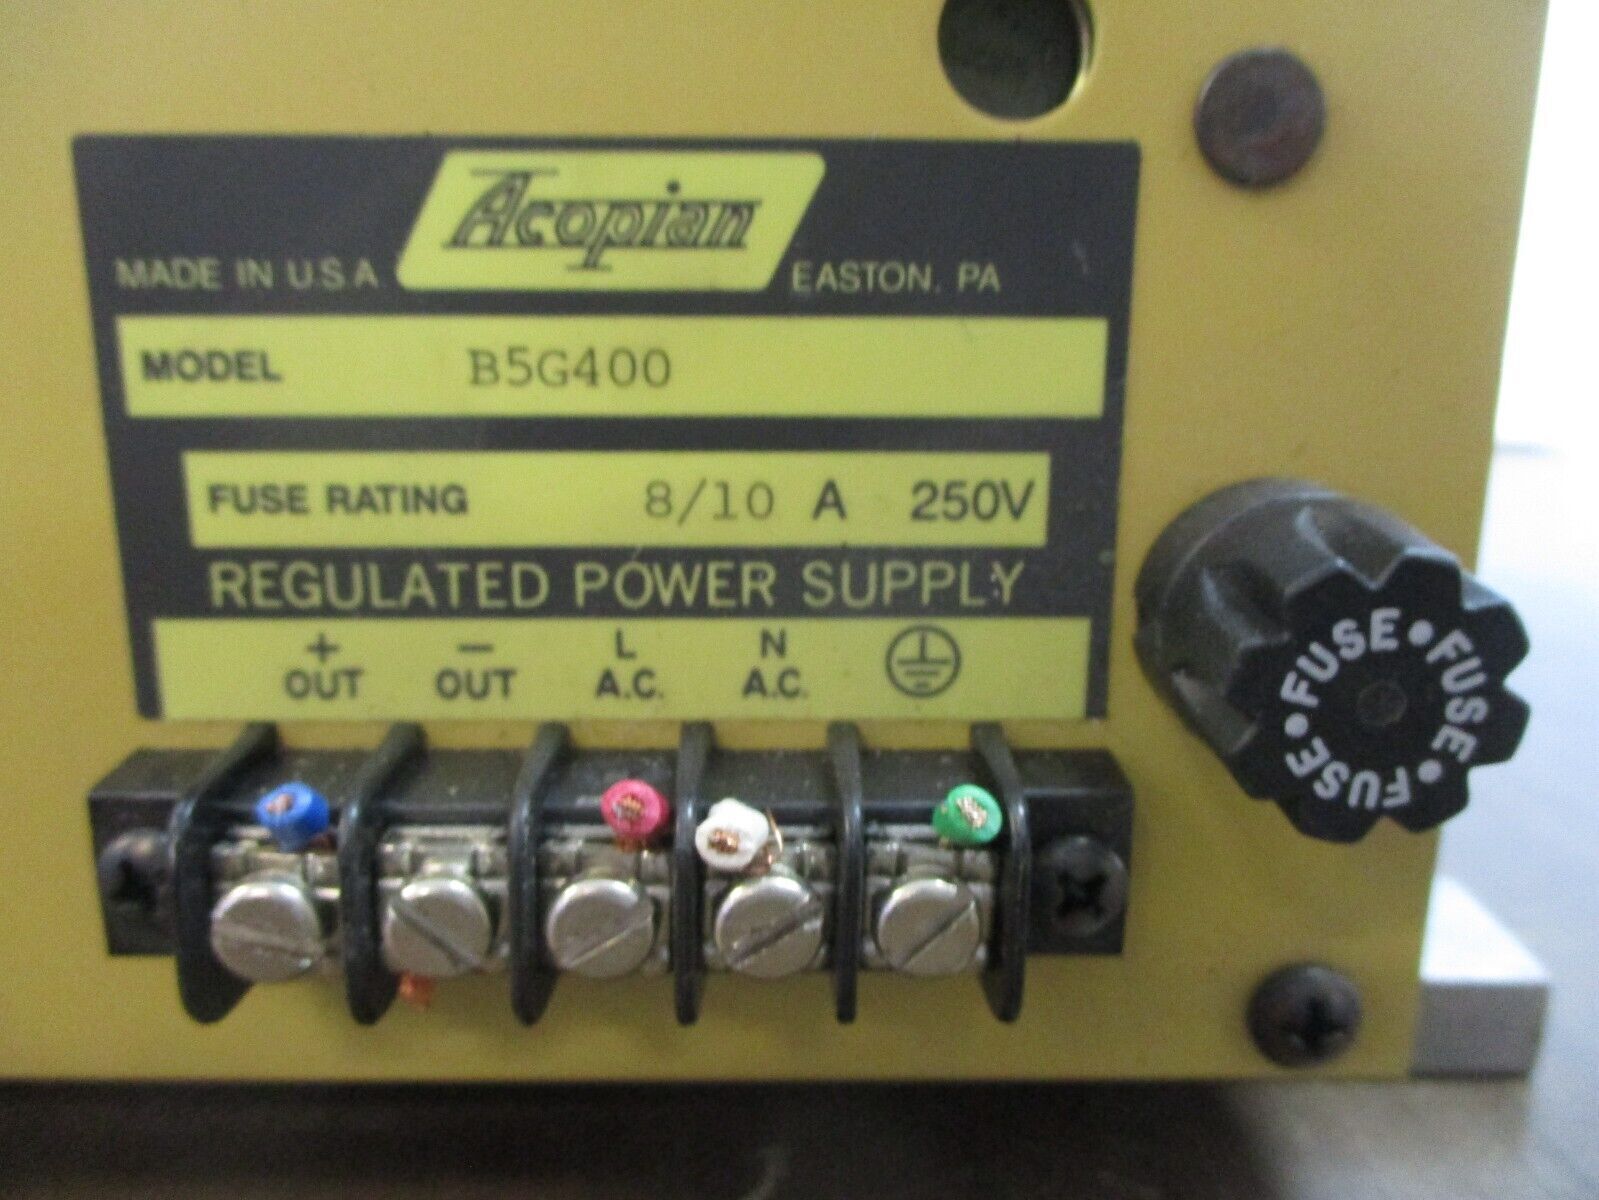 Acopian
MADE IN U.S.A EASTON, PA
MODEL B5G400
FUSE RATING 8/10 A 250V
REGULATED POWER SUPPLY
+ − L N
OUT OUT A.C. A.C.
FUSE • FUSE • FUSE • FUSE •